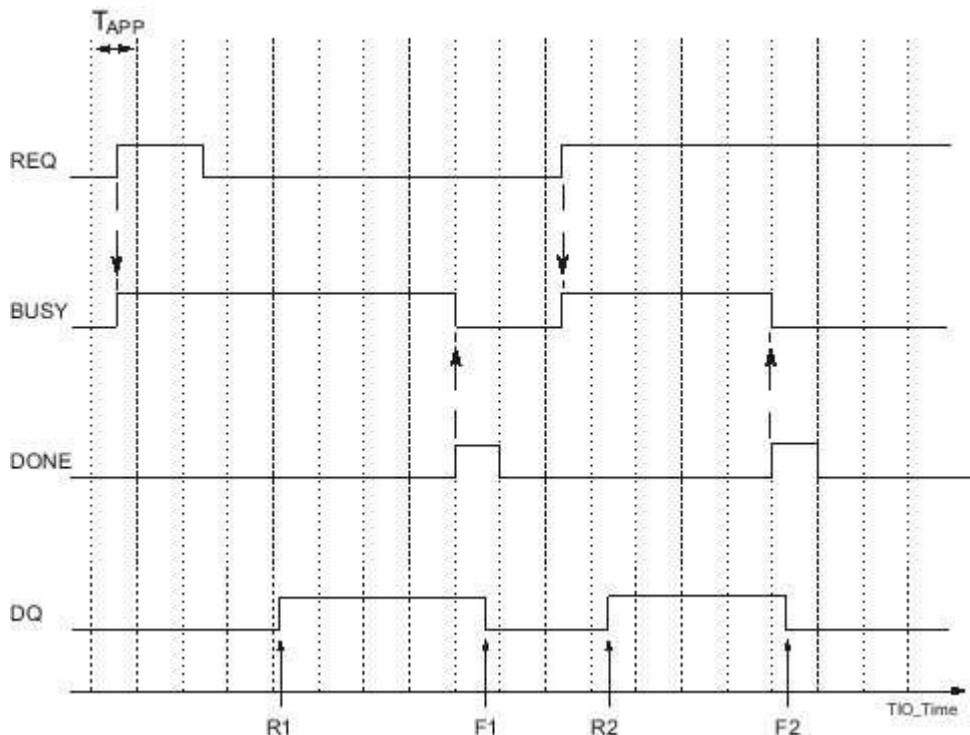 TAPP
REQ
BUSY
DONE
DQ
TIO_Time
R1 F1 R2 F2